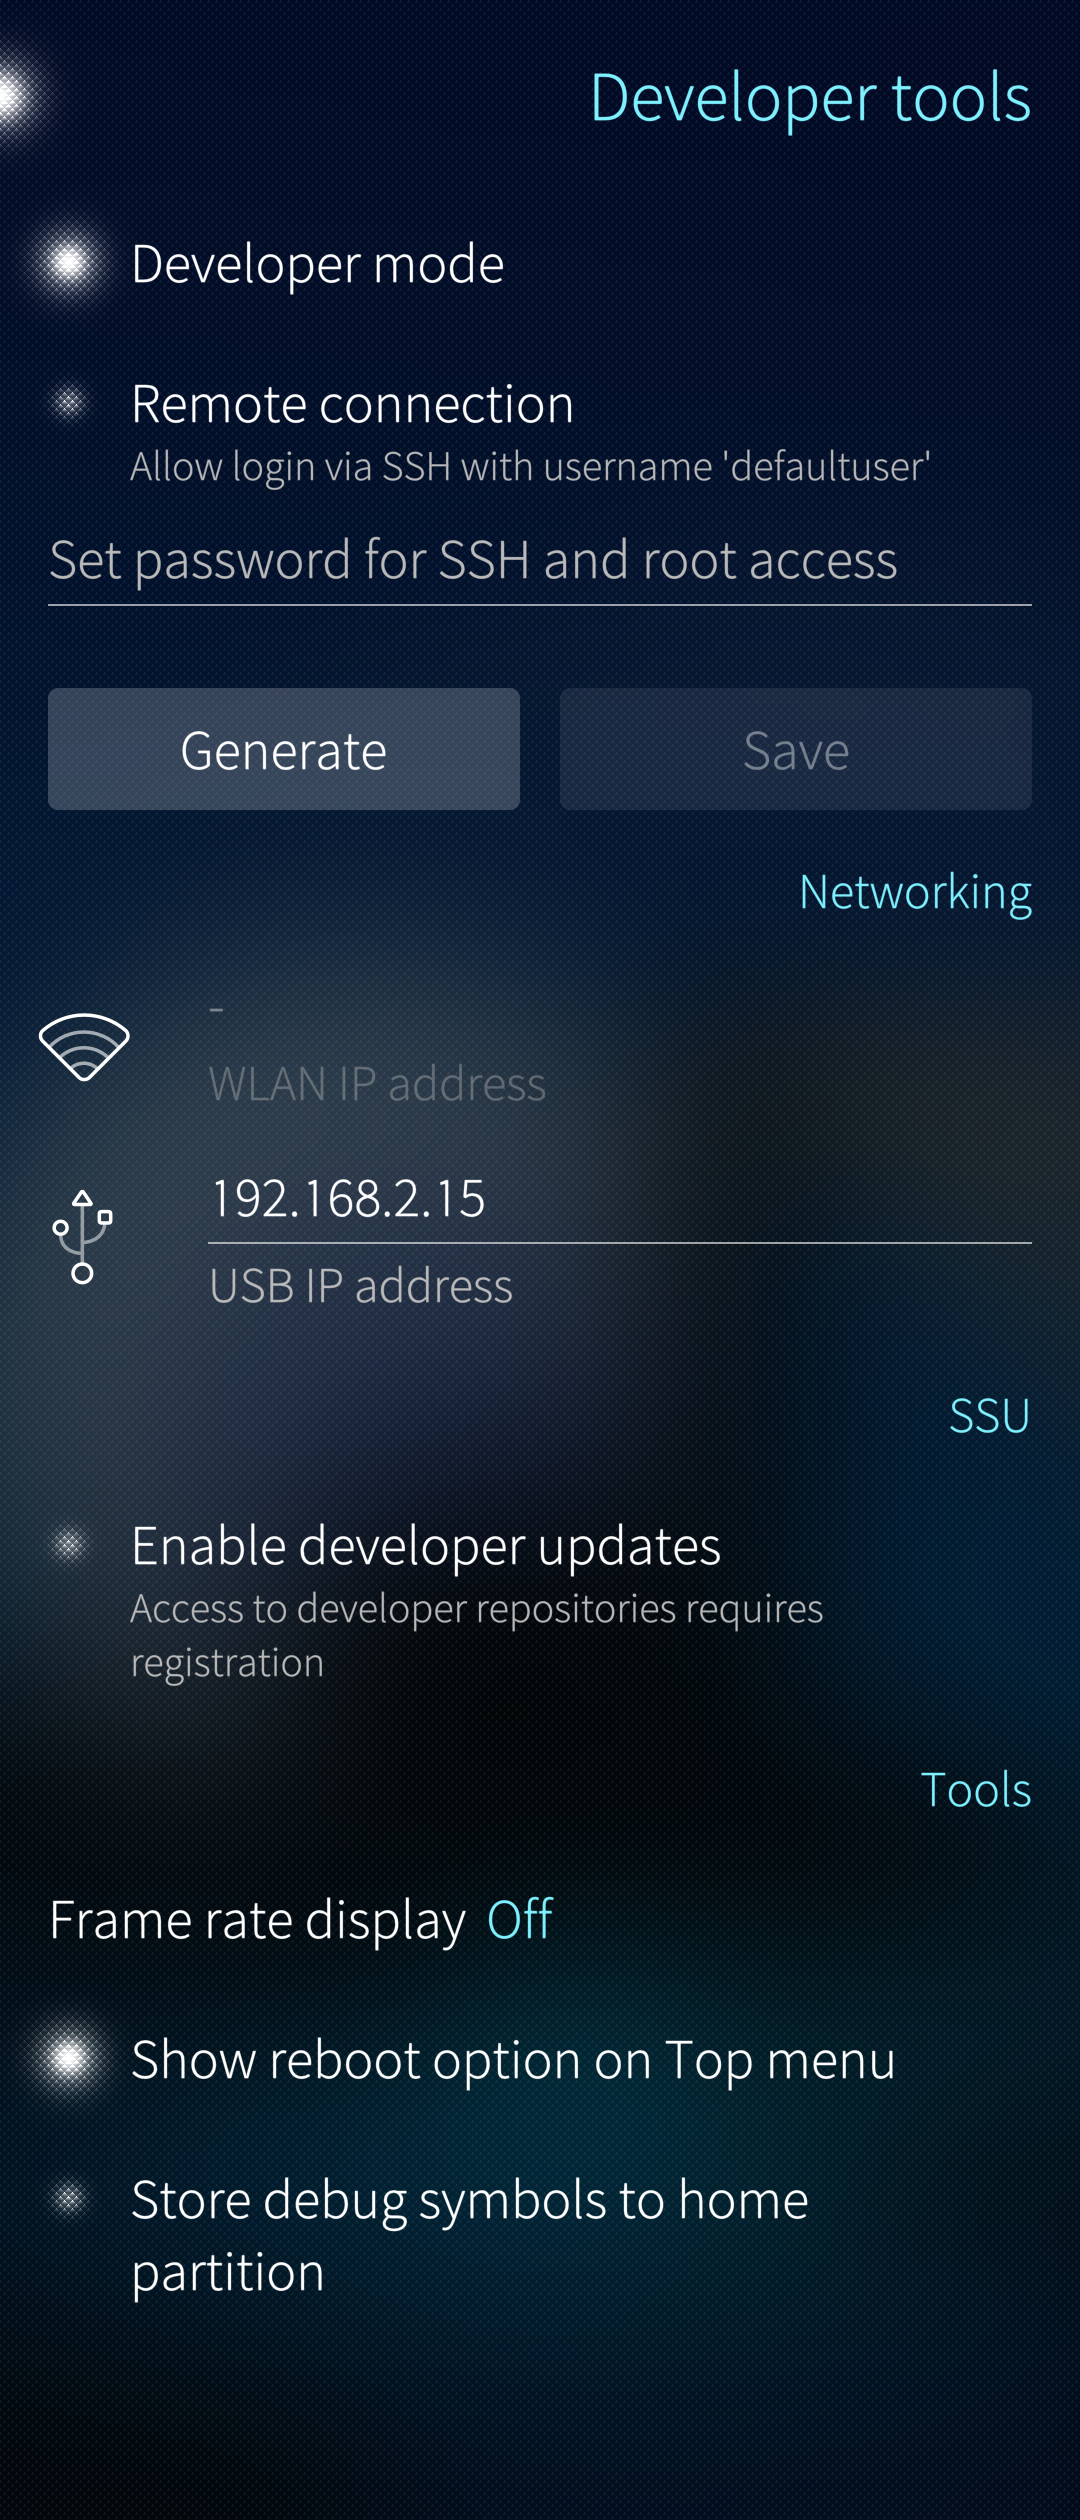 Developer tools
Developer mode
Remote connection
Allow login via SSH with username 'defaultuser'
Set password for SSH and root access
Generate
Save
Networking
-
WLAN IP address
192.168.2.15
USB IP address
SSU
Enable developer updates
Access to developer repositories requires
registration
Tools
Frame rate display Off
Show reboot option on Top menu
Store debug symbols to home
partition